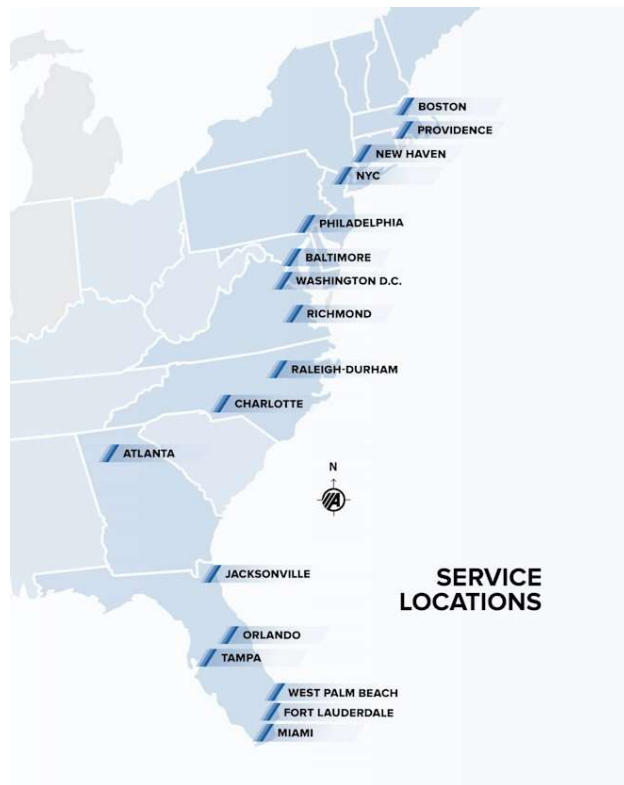 BOSTON
PROVIDENCE
NEW HAVEN
NYC
PHILADELPHIA
BALTIMORE
WASHINGTON D.C.
RICHMOND
RALEIGH-DURHAM
CHARLOTTE
ATLANTA
N
A
JACKSONVILLE
SERVICE
LOCATIONS
ORLANDO
TAMPA
WEST PALM BEACH
FORT LAUDERDALE
MIAMI